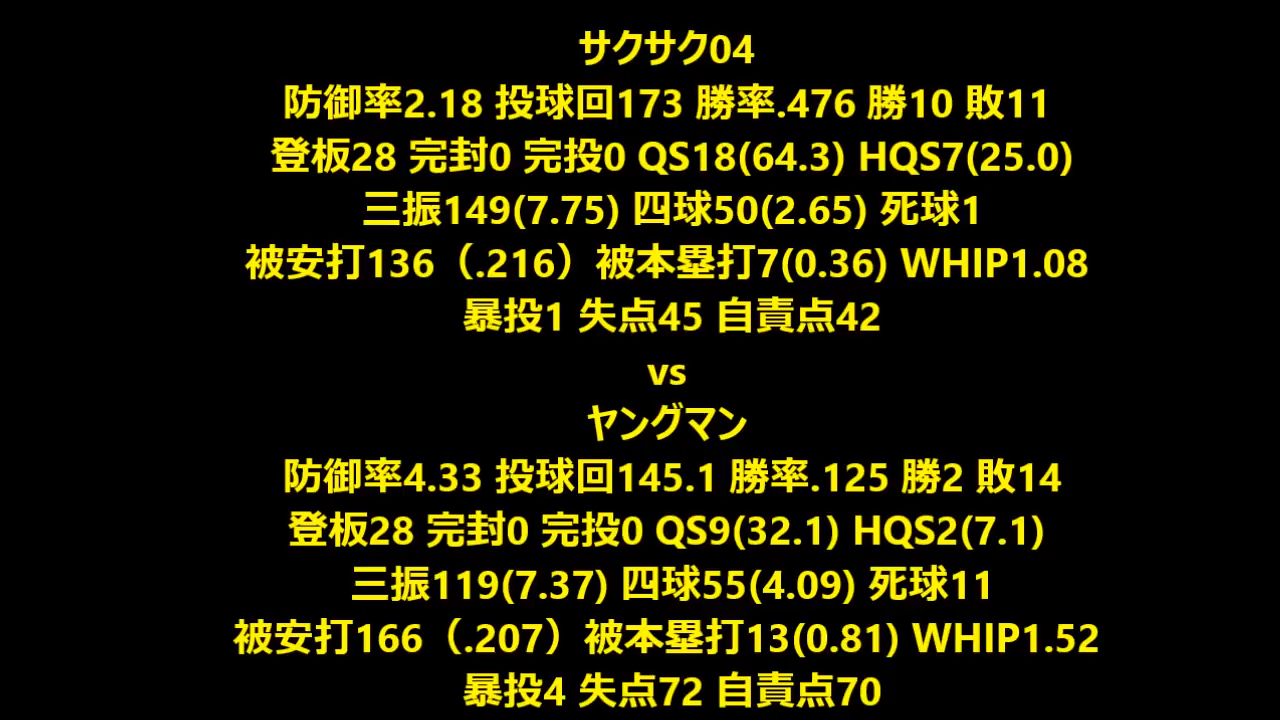 サクサク04
防御率2.18 投球回173 勝率.476 勝10 敗11
登板28 完封0 完投0 QS18(64.3) HQS7(25.0)
三振149(7.75) 四球50(2.65) 死球1
被安打136（.216）被本塁打7(0.36) WHIP1.08
暴投1 失点45 自責点42
vs
ヤングマン
防御率4.33 投球回145.1 勝率.125 勝2 敗14
登板28 完封0 完投0 QS9(32.1) HQS2(7.1)
三振119(7.37) 四球55(4.09) 死球11
被安打166（.207）被本塁打13(0.81) WHIP1.52
暴投4 失点72 自責点70